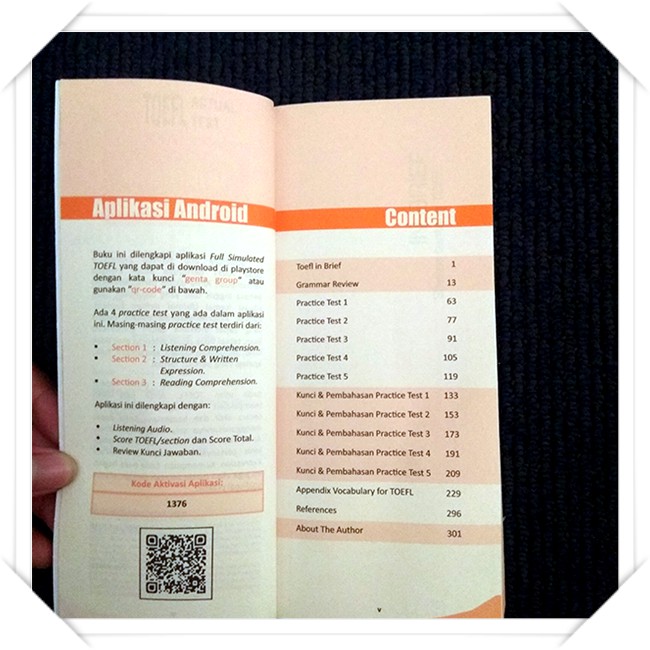 Aplikasi Android
Buku ini dilengkapi aplikasi Full Simulated
TOEFL yang dapat di download di playstore
dengan kata kunci "genta group" atau
gunakan "qr-code" di bawah.
Ada 4 practice test yang ada dalam aplikasi
ini. Masing-masing practice test terdiri dari:
• Section 1 : Listening Comprehension.
• Section 2 : Structure & Written
Expression.
• Section 3 : Reading Comprehension.
Aplikasi ini dilengkapi dengan:
• Listening Audio.
• Score TOEFL/section dan Score Total.
• Review Kunci Jawaban.
Kode Aktivasi Aplikasi:
1376
Content
Toefl in Brief 1
Grammar Review 13
Practice Test 1 63
Practice Test 2 77
Practice Test 3 91
Practice Test 4 105
Practice Test 5 119
Kunci & Pembahasan Practice Test 1 133
Kunci & Pembahasan Practice Test 2 153
Kunci & Pembahasan Practice Test 3 173
Kunci & Pembahasan Practice Test 4 191
Kunci & Pembahasan Practice Test 5 209
Appendix Vocabulary for TOEFL 229
References 296
About The Author 301
v